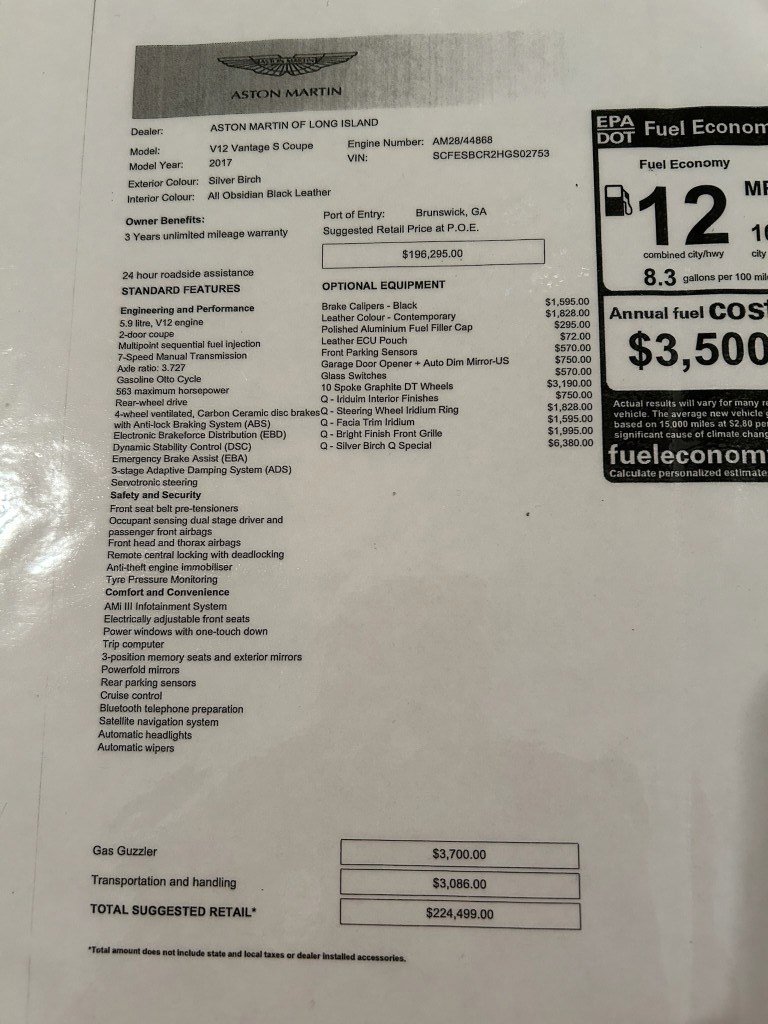 ASTON MARTIN
ASTON MARTIN
Dealer: ASTON MARTIN OF LONG ISLAND
Model: V12 Vantage S Coupe Engine Number: AM28/44868
Model Year: 2017 VIN: SCFESBCR2HGS02753
Exterior Colour: Silver Birch
Interior Colour: All Obsidian Black Leather
Owner Benefits: Port of Entry: Brunswick, GA
3 Years unlimited mileage warranty Suggested Retail Price at P.O.E.
$196,295.00
24 hour roadside assistance
STANDARD FEATURES
Engineering and Performance
5.9 litre, V12 engine
2-door coupe
Multipoint sequential fuel injection
7-Speed Manual Transmission
Axle ratio: 3.727
Gasoline Otto Cycle
563 maximum horsepower
Rear-wheel drive
4-wheel ventilated, Carbon Ceramic disc brakes
with Anti-lock Braking System (ABS)
Electronic Brakeforce Distribution (EBD)
Dynamic Stability Control (DSC)
Emergency Brake Assist (EBA)
3-stage Adaptive Damping System (ADS)
Servotronic steering
Safety and Security
Front seat belt pre-tensioners
Occupant sensing dual stage driver and
passenger front airbags
Front head and thorax airbags
Remote central locking with deadlocking
Anti-theft engine immobiliser
Tyre Pressure Monitoring
Comfort and Convenience
AMi III Infotainment System
Electrically adjustable front seats
Power windows with one-touch down
Trip computer
3-position memory seats and exterior mirrors
Powerfold mirrors
Rear parking sensors
Cruise control
Bluetooth telephone preparation
Satellite navigation system
Automatic headlights
Automatic wipers
OPTIONAL EQUIPMENT
Brake Calipers - Black $1,595.00
Leather Colour - Contemporary $1,828.00
Polished Aluminium Fuel Filler Cap $295.00
Leather ECU Pouch $72.00
Front Parking Sensors $570.00
Garage Door Opener + Auto Dim Mirror-US $750.00
Glass Switches $570.00
10 Spoke Graphite DT Wheels $3,190.00
Q - Iriduim Interior Finishes $750.00
Q - Steering Wheel Iridium Ring $1,828.00
Q - Facia Trim Iridium $1,595.00
Q - Bright Finish Front Grille $1,995.00
Q - Silver Birch Q Special $6,380.00
Gas Guzzler $3,700.00
Transportation and handling $3,086.00
TOTAL SUGGESTED RETAIL* $224,499.00
*Total amount does not include state and local taxes or dealer installed accessories.
EPA
DOT
Fuel Econom
Fuel Economy
12
MP
combined city/hwy
city
8.3 gallons per 100 mil
Annual fuel cost
$3,500
Actual results will vary for many re
vehicle. The average new vehicle g
based on 15,000 miles at $2.80 per
significant cause of climate chang
fueleconom
Calculate personalized estimate